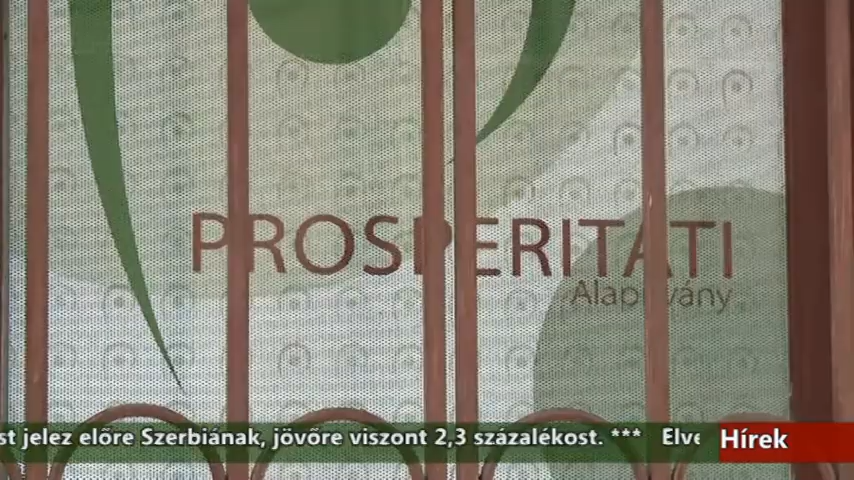 PROSPERITATI
Alapítvány
st jelez előre Szerbiának, jövőre viszont 2,3 százalékost. *** Elve
Hírek